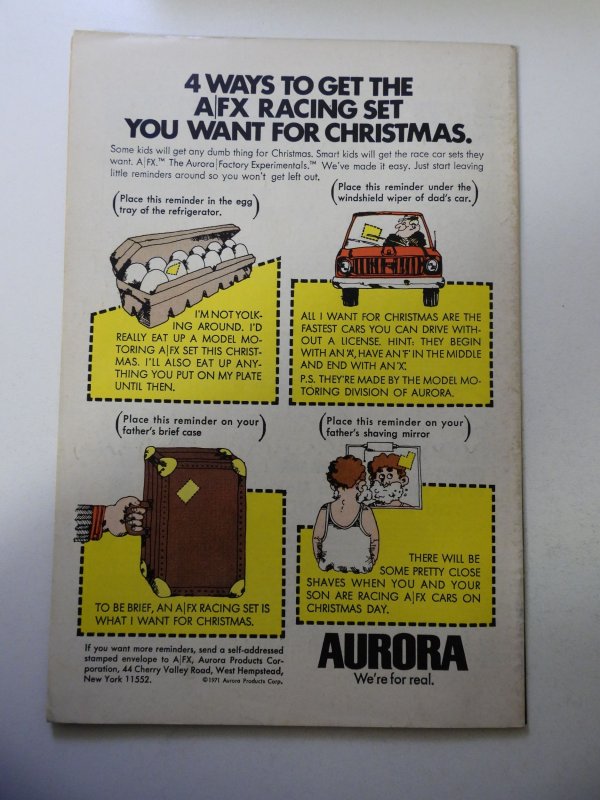 4 WAYS TO GET THE
A|FX RACING SET
YOU WANT FOR CHRISTMAS.
Some kids will get any dumb thing for Christmas. Smart kids will get the race car sets they
want. A|FX.™ The Aurora|Factory Experimentals.™ We've made it easy. Just start leaving
little reminders around so you won't get left out.
(Place this reminder in the egg
tray of the refrigerator.)
I'M NOT YOLK-
ING AROUND. I'D
REALLY EAT UP A MODEL MO-
TORING A|FX SET THIS CHRIST-
MAS. I'LL ALSO EAT UP ANY-
THING YOU PUT ON MY PLATE
UNTIL THEN.
(Place this reminder under the
windshield wiper of dad's car.)
ALL I WANT FOR CHRISTMAS ARE THE
FASTEST CARS YOU CAN DRIVE WITH-
OUT A LICENSE. HINT: THEY BEGIN
WITH AN 'A', HAVE AN 'F' IN THE MIDDLE
AND END WITH AN 'X'.
P.S. THEY'RE MADE BY THE MODEL MO-
TORING DIVISION OF AURORA.
(Place this reminder on your
father's brief case)
TO BE BRIEF, AN A|FX RACING SET IS
WHAT I WANT FOR CHRISTMAS.
(Place this reminder on your
father's shaving mirror)
THERE WILL BE
SOME PRETTY CLOSE
SHAVES WHEN YOU AND YOUR
SON ARE RACING A|FX CARS ON
CHRISTMAS DAY.
If you want more reminders, send a self-addressed
stamped envelope to A|FX, Aurora Products Cor-
poration, 44 Cherry Valley Road, West Hempstead,
New York 11552.
©1971 Aurora Products Corp.
AURORA
We're for real.